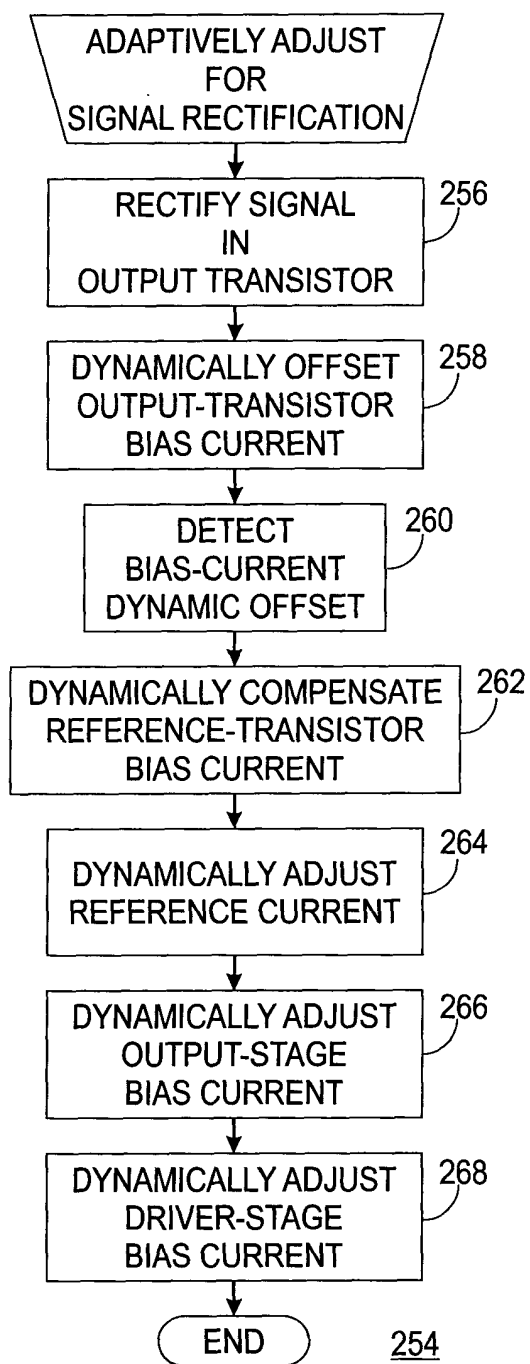 ADAPTIVELY ADJUST
FOR
SIGNAL RECTIFICATION
256
RECTIFY SIGNAL
IN
OUTPUT TRANSISTOR
258
DYNAMICALLY OFFSET
OUTPUT-TRANSISTOR
BIAS CURRENT
260
DETECT
BIAS-CURRENT
DYNAMIC OFFSET
262
DYNAMICALLY COMPENSATE
REFERENCE-TRANSISTOR
BIAS CURRENT
264
DYNAMICALLY ADJUST
REFERENCE CURRENT
266
DYNAMICALLY ADJUST
OUTPUT-STAGE
BIAS CURRENT
268
DYNAMICALLY ADJUST
DRIVER-STAGE
BIAS CURRENT
END
254